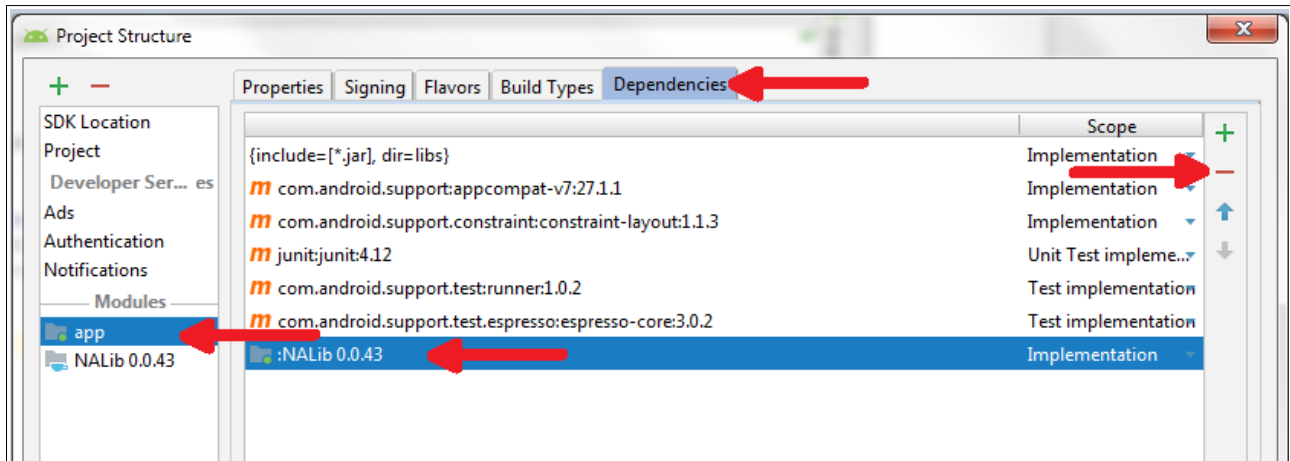 Project Structure
Properties Signing Flavors Build Types Dependencies
SDK Location
Project
Developer Ser... es
Ads
Authentication
Notifications
Modules
app
NALib 0.0.43
Scope
{include=[*.jar], dir=libs} Implementation
m com.android.support:appcompat-v7:27.1.1 Implementation
m com.android.support.constraint:constraint-layout:1.1.3 Implementation
m junit:junit:4.12 Unit Test impleme...
m com.android.support.test:runner:1.0.2 Test implementation
m com.android.support.test.espresso:espresso-core:3.0.2 Test implementation
:NALib 0.0.43 Implementation